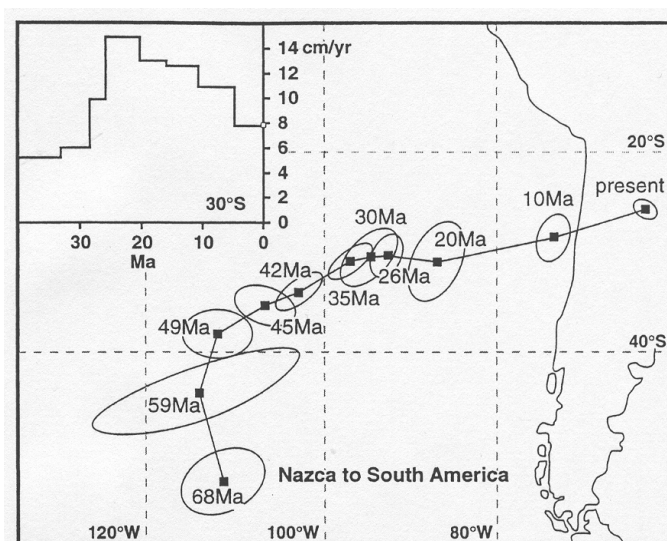 14 cm/yr
12
10
8
6
4
2
0
30°S
30 20 10 0
Ma
20°S
present
10Ma
30Ma
20Ma
42Ma
26Ma
35Ma
49Ma
45Ma
40°S
59Ma
Nazca to South America
68Ma
120°W 100°W 80°W